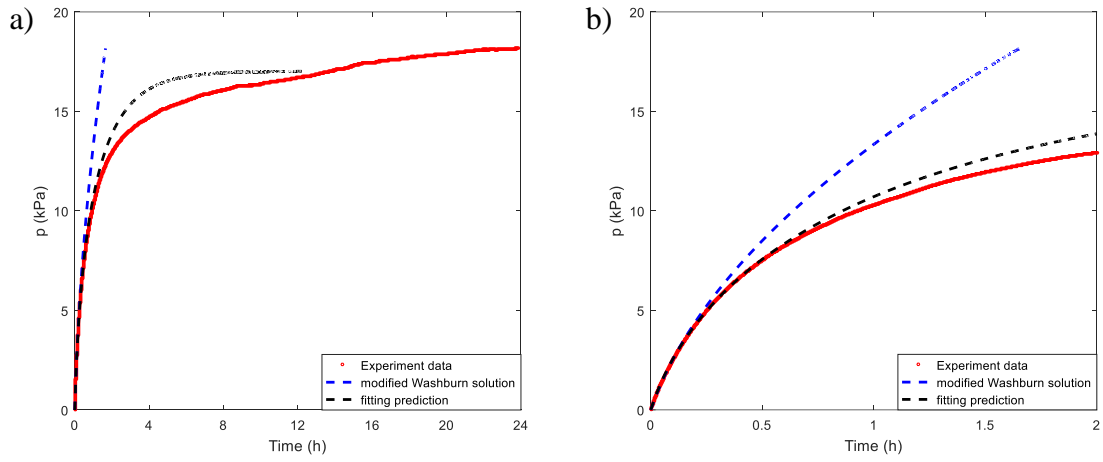 a)
20
15
10
5
0
p (kPa)
0 4 8 12 16 20 24
Time (h)
Experiment data
modified Washburn solution
fitting prediction
b)
20
15
10
5
0
p (kPa)
0 0.5 1 1.5 2
Time (h)
Experiment data
modified Washburn solution
fitting prediction